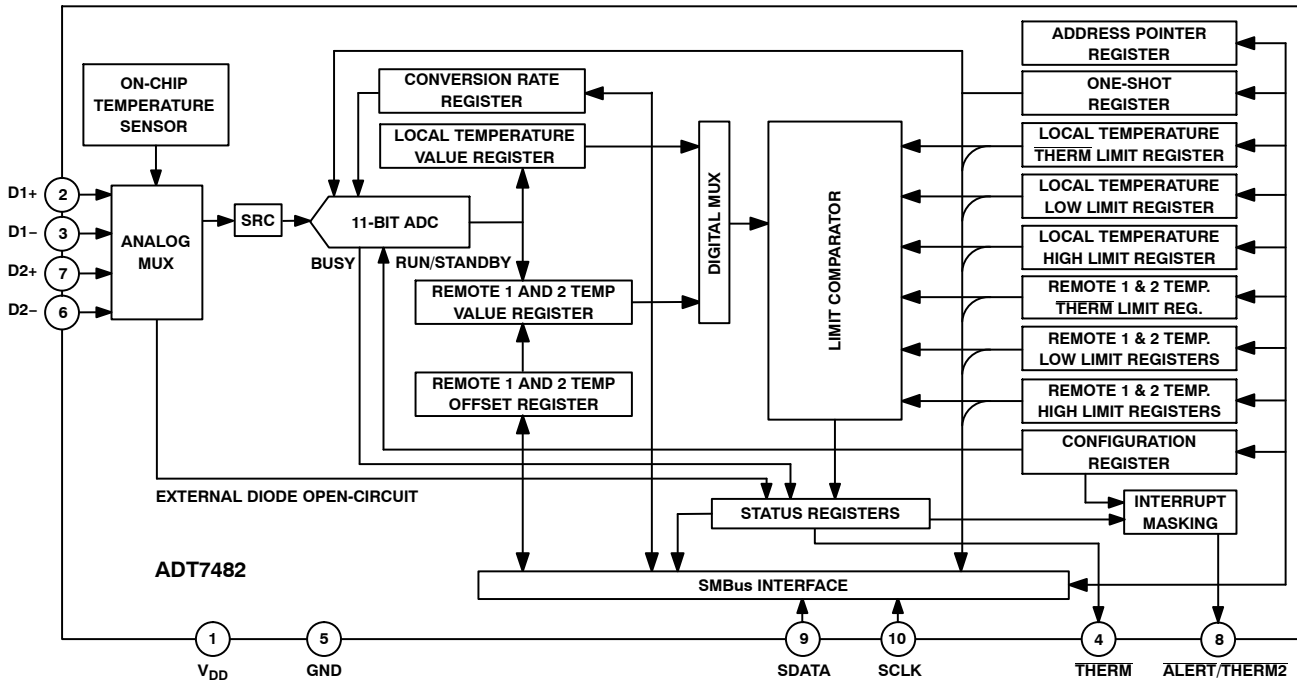 ADDRESS POINTER
REGISTER
ON-CHIP
TEMPERATURE
SENSOR
CONVERSION RATE
REGISTER
ONE-SHOT
REGISTER
LOCAL TEMPERATURE
VALUE REGISTER
LOCAL TEMPERATURE
THERM LIMIT REGISTER
D1+
2
D1–
3
D2+
7
D2–
6
ANALOG
MUX
SRC
11-BIT ADC
BUSY
RUN/STANDBY
DIGITAL MUX
LIMIT COMPARATOR
LOCAL TEMPERATURE
LOW LIMIT REGISTER
LOCAL TEMPERATURE
HIGH LIMIT REGISTER
REMOTE 1 AND 2 TEMP
VALUE REGISTER
REMOTE 1 & 2 TEMP.
THERM LIMIT REG.
REMOTE 1 & 2 TEMP.
LOW LIMIT REGISTERS
REMOTE 1 AND 2 TEMP
OFFSET REGISTER
REMOTE 1 & 2 TEMP.
HIGH LIMIT REGISTERS
CONFIGURATION
REGISTER
EXTERNAL DIODE OPEN-CIRCUIT
STATUS REGISTERS
INTERRUPT
MASKING
ADT7482
SMBus INTERFACE
1
5
9
10
4
8
VDD
GND
SDATA
SCLK
THERM
ALERT/THERM2